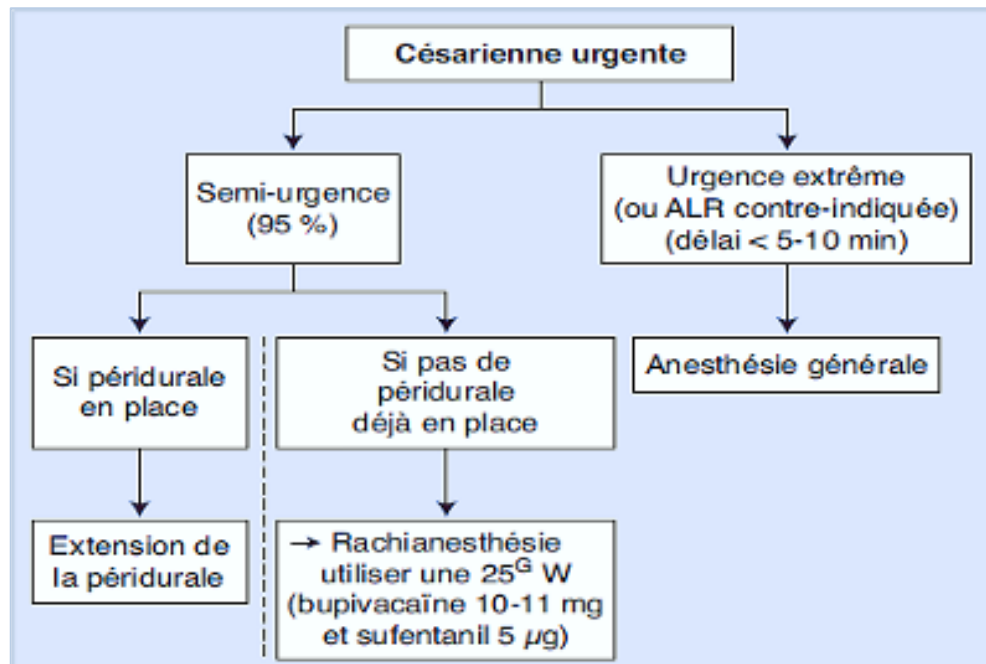 Césarienne urgente
Semi-urgence
(95 %)
Urgence extrême
(ou ALR contre-indiquée)
(délai < 5-10 min)
Si péridurale
en place
Si pas de
péridurale
déjà en place
Anesthésie générale
Extension de
la péridurale
→ Rachianesthésie
utiliser une 25G W
(bupivacaïne 10-11 mg
et sufentanil 5 µg)